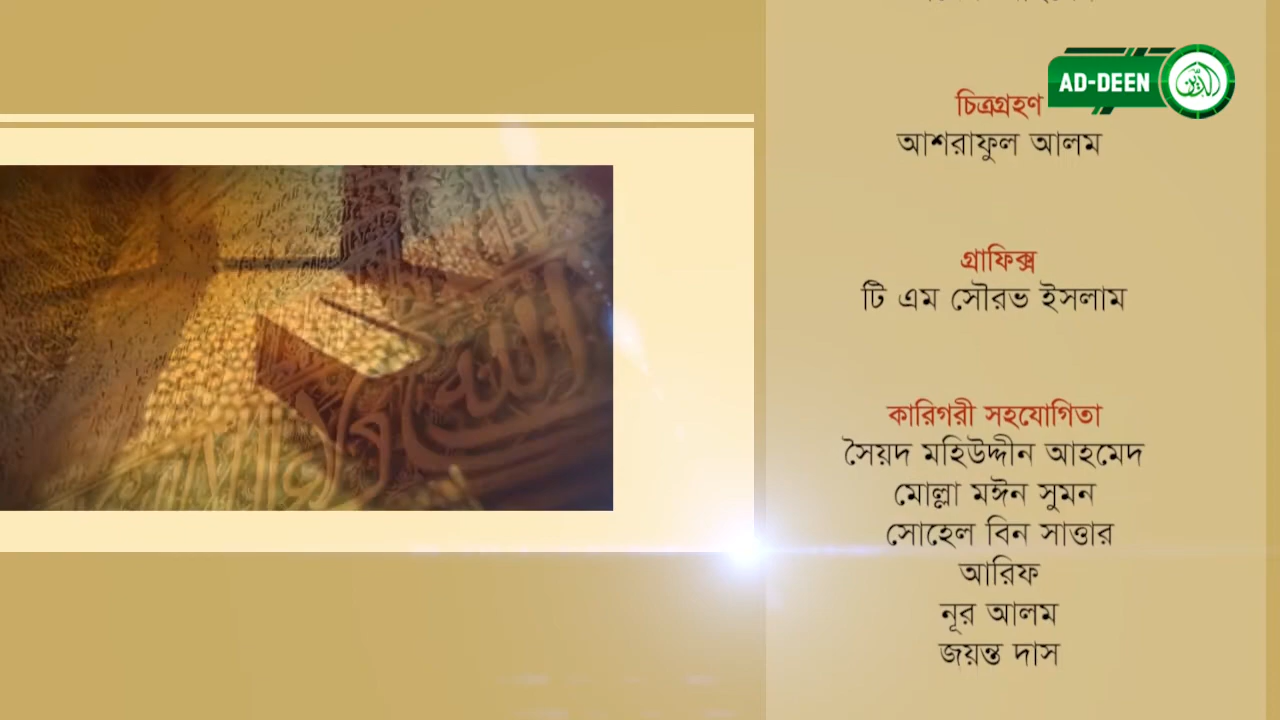 AD-DEEN
চিত্রগ্রহণ
আশরাফুল আলম
গ্রাফিক্স
টি এম সৌরভ ইসলাম
কারিগরী সহযোগিতা
সৈয়দ মহিউদ্দীন আহমেদ
মোল্লা মঈন সুমন
সোহেল বিন সাত্তার
আরিফ
নূর আলম
জয়ন্ত দাস
الله